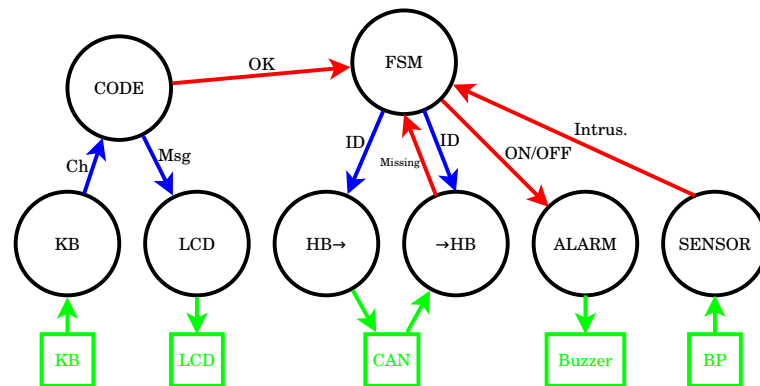 OK
FSM
CODE
Intrus.
ID
ID
ON/OFF
Ch
Msg
Missing
KB
LCD
HB→
→HB
ALARM
SENSOR
KB
LCD
CAN
Buzzer
BP